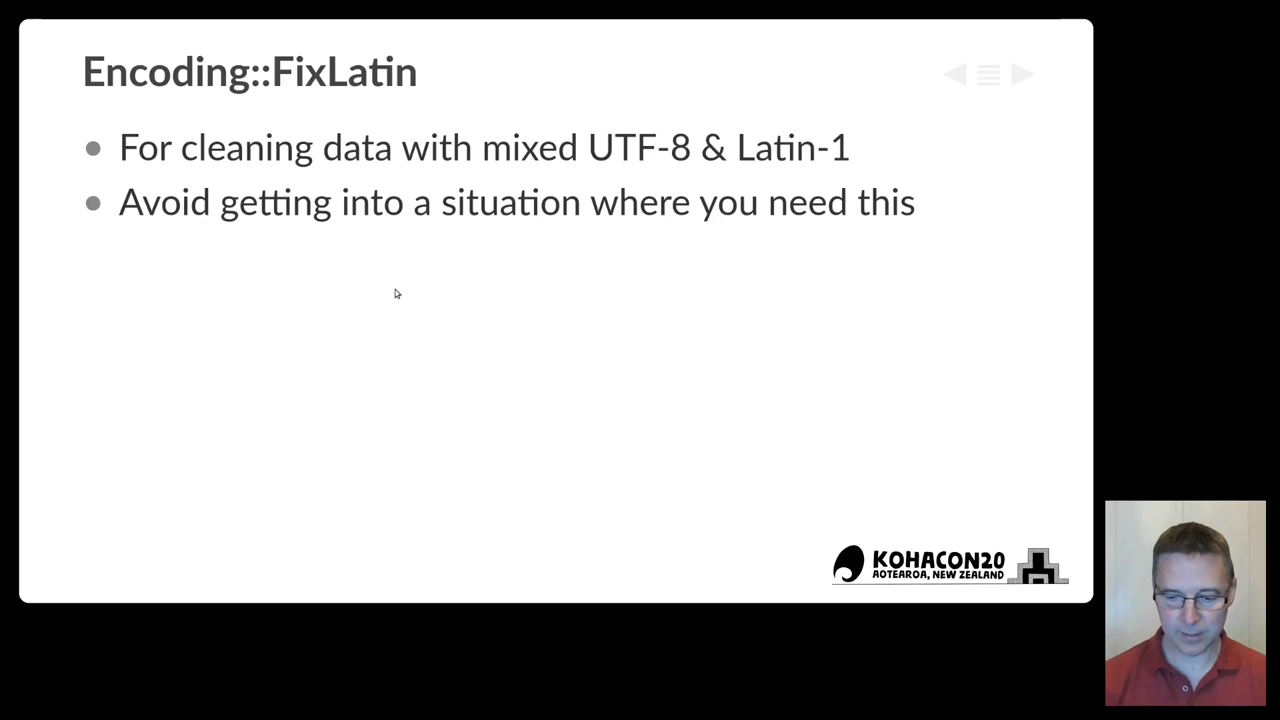 Encoding::FixLatin
For cleaning data with mixed UTF-8 & Latin-1
Avoid getting into a situation where you need this
KOHACON20
AOTEAROA, NEW ZEALAND